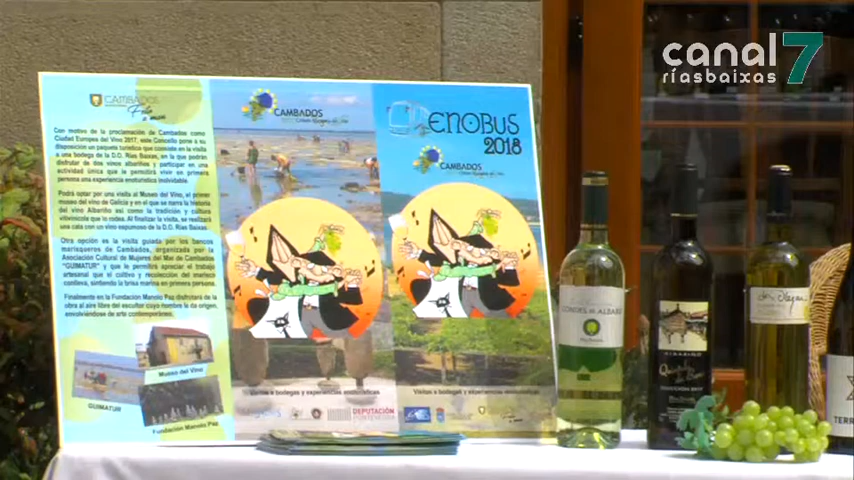 canal 7
ríasbaixas
CAMBADOS
Con motivo de la proclamación de Cambados como
Ciudad Europea del Vino 2017, este Concello pone a su
disposición un paquete turístico que consiste en la visita
a una bodega de la D.O. Rías Baixas, en la que podrán
disfrutar de dos vinos albariños y participar en una
actividad única que le permitirá vivir en primera
persona una experiencia enoturística inolvidable.
Podrá optar por una visita al Museo del Vino, el primer
museo del vino de Galicia y en el que se narra la historia
del vino Albariño así como la tradición y cultura
vitivinícola que lo rodea. Al finalizar la visita, se realizará
una cata con un vino espumoso de la D.O. Rías Baixas.
Otra opción es la visita guiada por los bancos
marisqueros de Cambados, organizada por la
Asociación Cultural de Mujeres del Mar de Cambados
"GUIMATUR" y que le permitirá apreciar el trabajo
artesanal que el cultivo y recolección del marisco
conlleva, sintiendo la brisa marina en primera persona.
Finalmente en la Fundación Manolo Paz disfrutará de la
obra al aire libre del escultor cuyo nombre la da origen,
envolviéndose de arte contemporáneo.
Museo del Vino
GUIMATUR
Fundación Manolo Paz
CAMBADOS
Visitas a bodegas y experiencias enoturísticas
DEPUTACIÓN
PONTEVEDRA
ENOBUS
2018
CAMBADOS
Visitas a bodegas y experiencias enoturísticas
CONDES DE ALBAREI
TERR